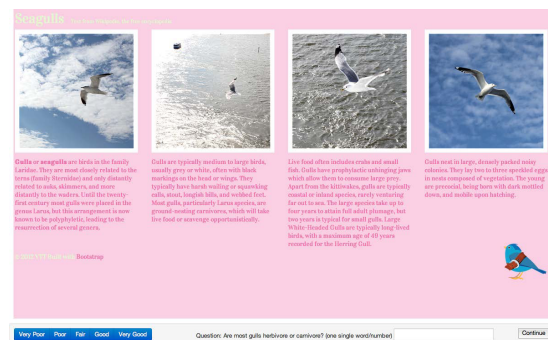 Seagulls
Gulls or seagulls are birds in the family
Laridae. They are most closely related to the
terns (family Sternidae) and only distantly
related to auks, skimmers, and more
distantly to the waders. Until the twenty-
first century most gulls were placed in the
genus Larus, but this arrangement is now
known to be polyphyletic, leading to the
resurrection of several genera.
Gulls are typically medium to large birds,
usually grey or white, often with black
markings on the head or wings. They
typically have harsh wailing or squawking
calls, stout, longish bills, and webbed feet.
Most gulls, particularly Larus species, are
ground-nesting carnivores, which will take
live food or scavenge opportunistically.
Live food often includes crabs and small
fish. Gulls have prophylactic unhinging jaws
which allow them to consume large prey.
Apart from the kittiwakes, gulls are typically
coastal or inland species, rarely venturing
far out to sea. The large species take up to
four years to attain full adult plumage, but
two years is typical for small gulls. Large
White-Headed Gulls are typically long-lived
birds, with a maximum age of 49 years
recorded for the Herring Gull.
Gulls nest in large, densely packed noisy
colonies. They lay two to three speckled eggs
in nests composed of vegetation. The young
are precocial, being born with dark mottled
down, and mobile upon hatching.
with Bootstrap
Very Poor Poor Fair Good Very Good
Question: Are most gulls herbivore or carnivore? (one single word/number)
Continue